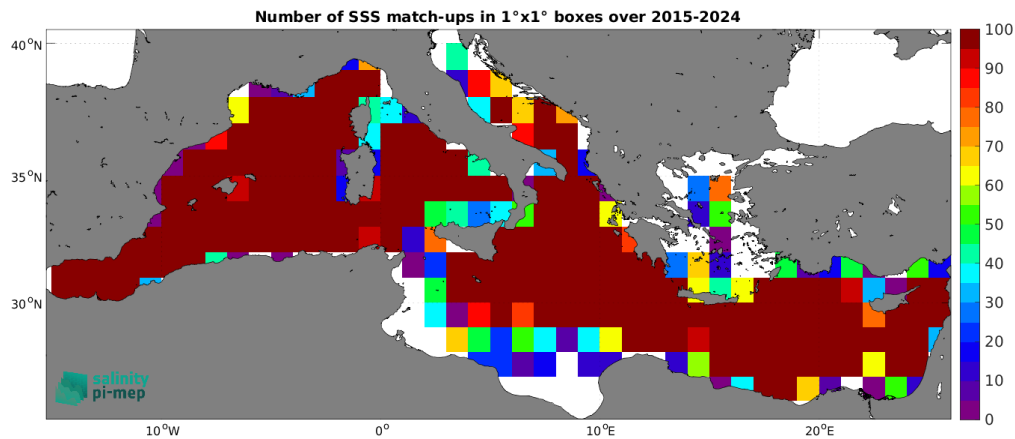 Number of SSS match-ups in 1°x1° boxes over 2015-2024
40°N
35°N
30°N
10°W
0°
10°E
20°E
100
90
80
70
60
50
40
30
20
10
0
salinity
pi-mep